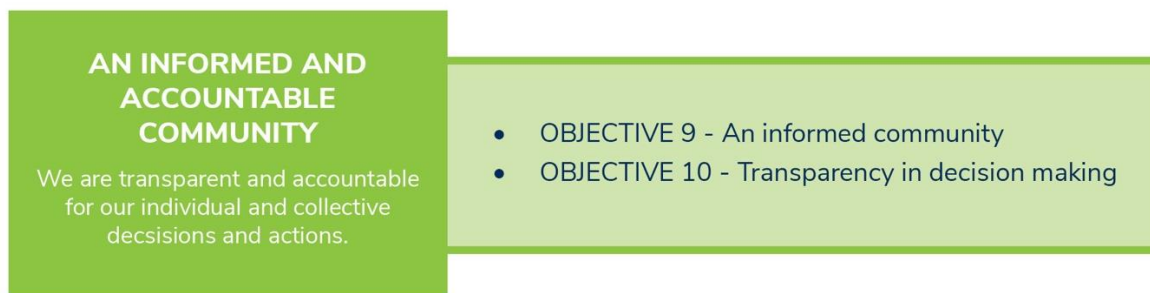 AN INFORMED AND
ACCOUNTABLE
COMMUNITY
We are transparent and accountable
for our individual and collective
decsisions and actions.
• OBJECTIVE 9 - An informed community
• OBJECTIVE 10 - Transparency in decision making